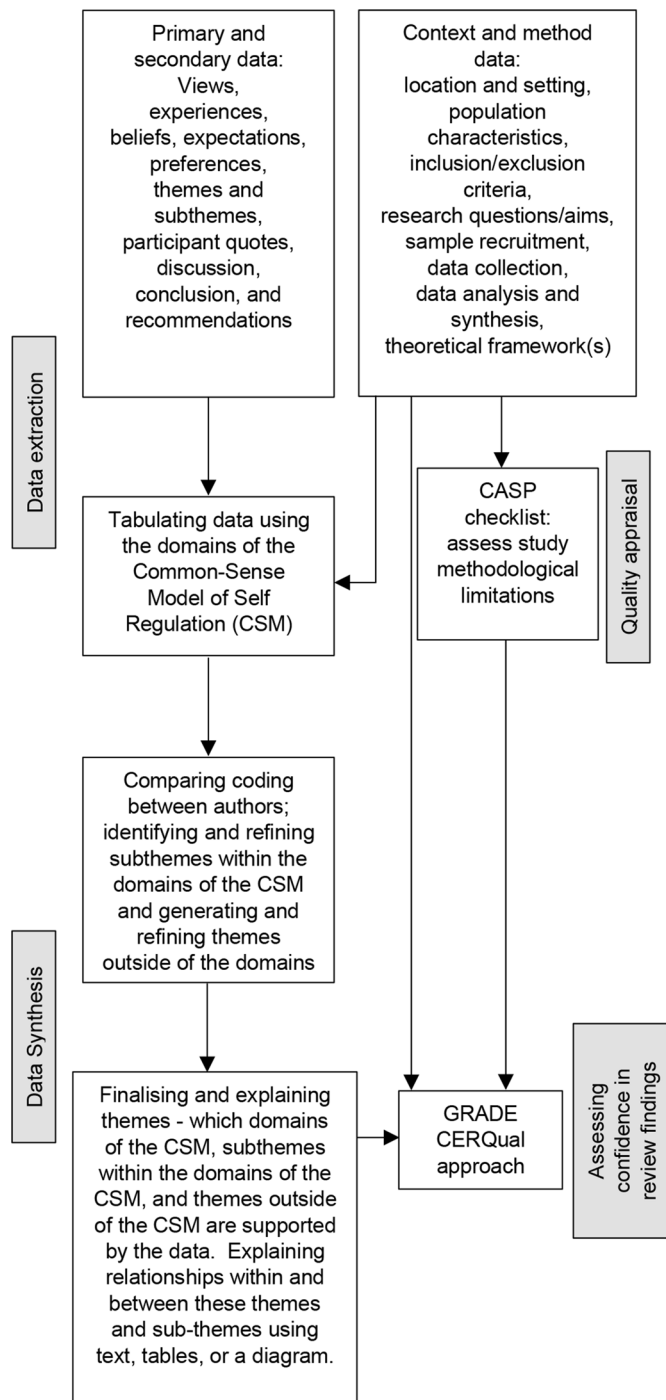 Primary and
secondary data:
Views,
experiences,
beliefs, expectations,
preferences,
themes and
subthemes,
participant quotes,
discussion,
conclusion, and
recommendations
Context and method
data:
location and setting,
population
characteristics,
inclusion/exclusion
criteria,
research questions/aims,
sample recruitment,
data collection,
data analysis and
synthesis,
theoretical framework(s)
Data extraction
Tabulating data using
the domains of the
Common-Sense
Model of Self
Regulation (CSM)
CASP
checklist:
assess study
methodological
limitations
Quality appraisal
Comparing coding
between authors;
identifying and refining
subthemes within the
domains of the CSM
and generating and
refining themes
outside of the domains
Data Synthesis
Finalising and explaining
themes - which domains
of the CSM, subthemes
within the domains of the
CSM, and themes outside
of the CSM are supported
by the data.  Explaining
relationships within and
between these themes
and sub-themes using
text, tables, or a diagram.
GRADE
CERQual
approach
Assessing
confidence in
review findings